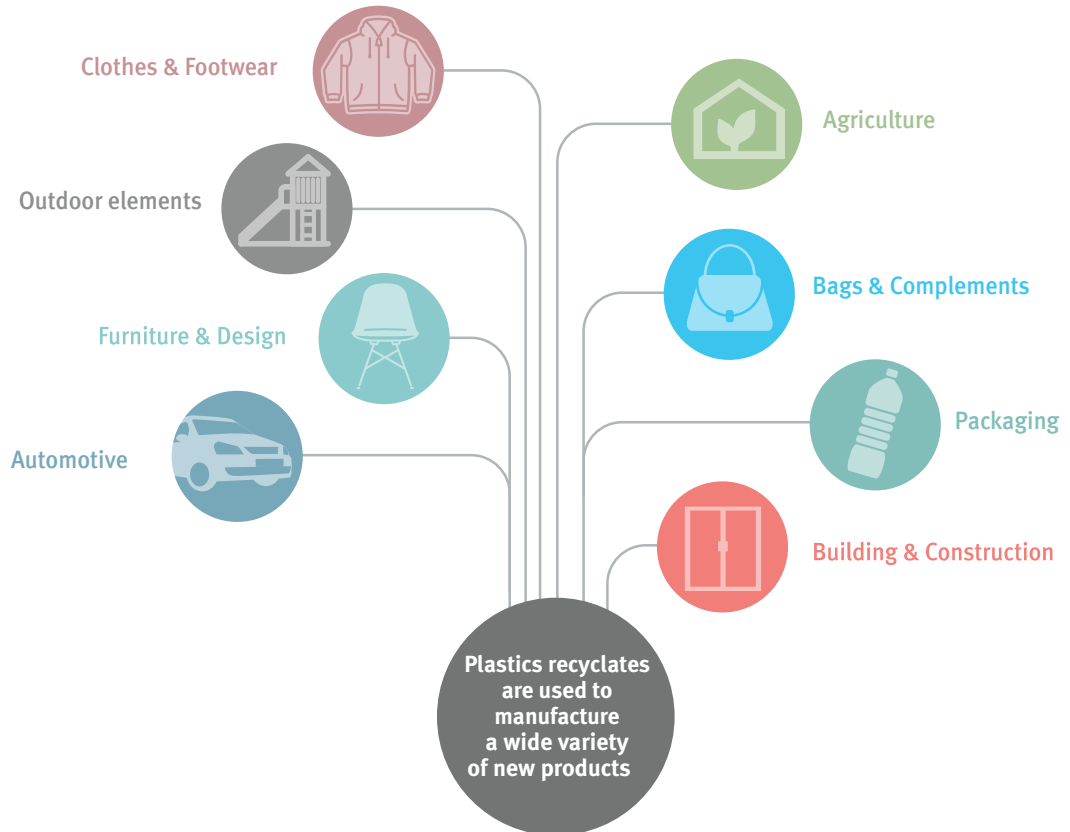 Clothes & Footwear
Agriculture
Outdoor elements
Bags & Complements
Furniture & Design
Packaging
Automotive
Building & Construction
Plastics recyclates
are used to
manufacture
a wide variety
of new products